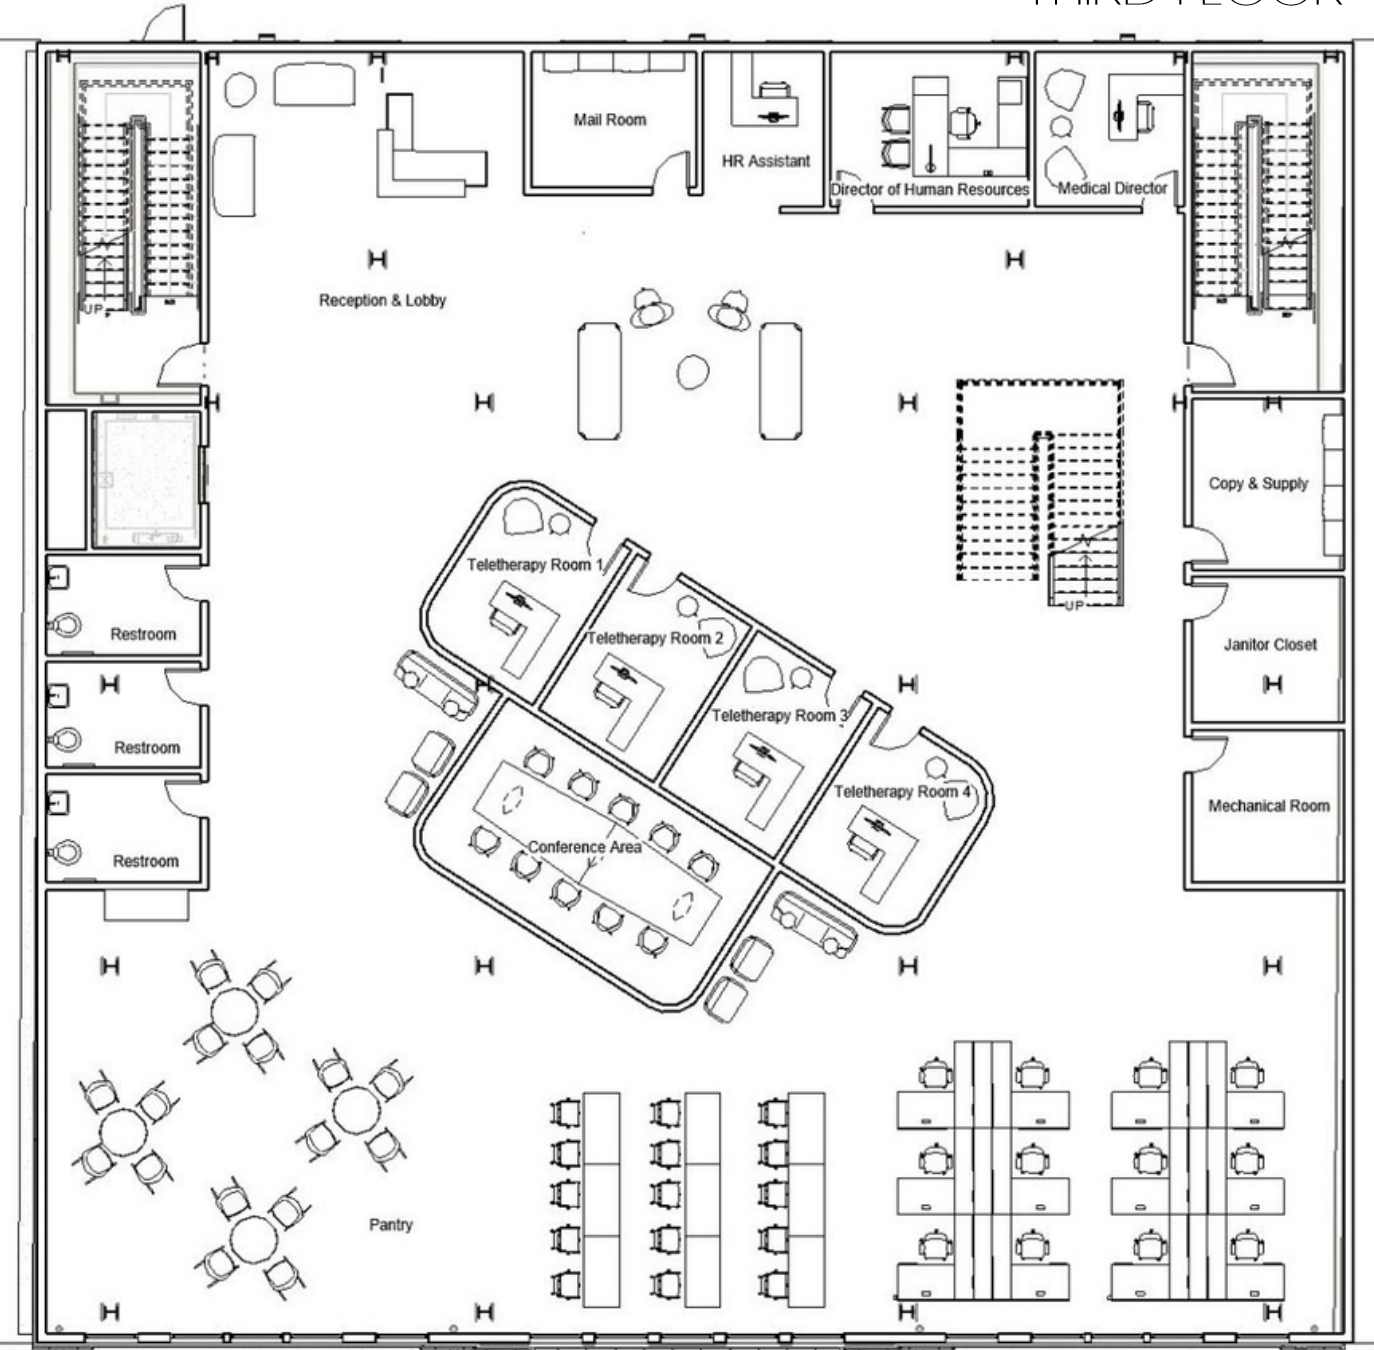 THIRD FLOOR
Mail Room
HR Assistant
Director of Human Resources
Medical Director
UP
Reception & Lobby
Copy & Supply
Teletherapy Room 1
UP
Teletherapy Room 2
Restroom
Janitor Closet
Teletherapy Room 3
Restroom
Teletherapy Room 4
Mechanical Room
Conference Area
Restroom
Pantry